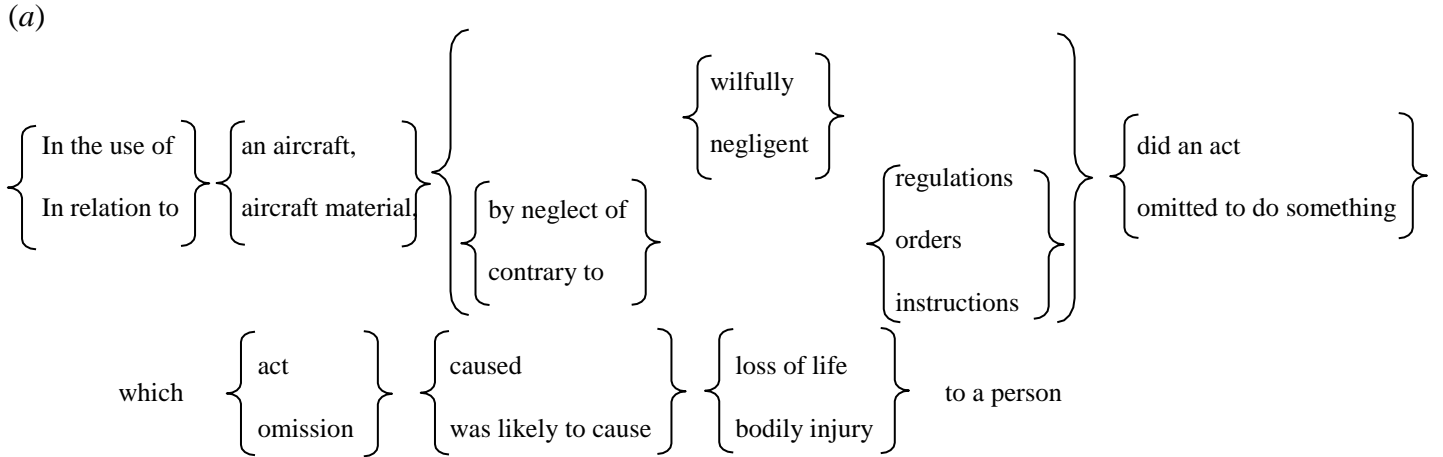 (a)
wilfully
negligent
In the use of an aircraft, did an act
regulations
In relation to aircraft material, by neglect of omitted to do something
orders
contrary to
instructions
act caused loss of life
which to a person
omission was likely to cause bodily injury